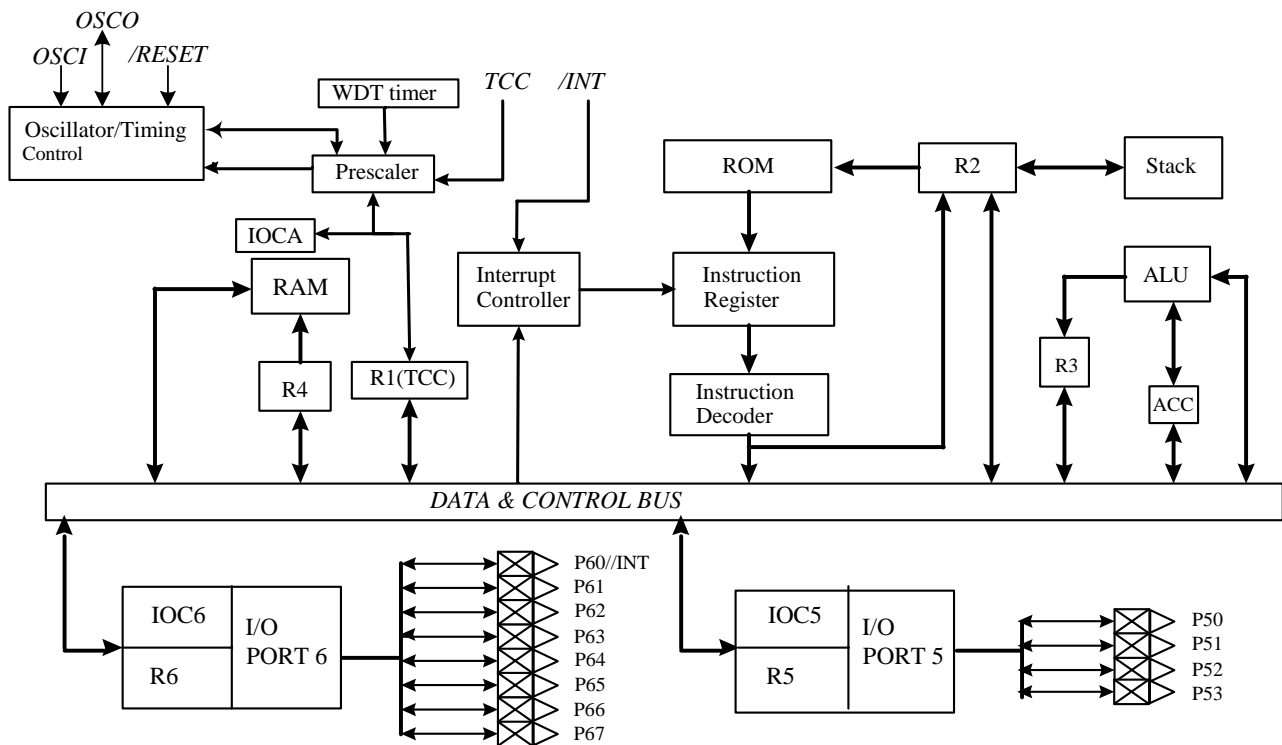 OSCO
OSCI
/RESET
WDT timer
TCC
/INT
Oscillator/Timing
Control
Prescaler
ROM
R2
Stack
IOCA
RAM
Interrupt
Controller
Instruction
Register
ALU
R4
R1(TCC)
Instruction
Decoder
R3
ACC
DATA & CONTROL BUS
IOC6
R6
I/O
PORT 6
P60//INT
P61
P62
P63
P64
P65
P66
P67
IOC5
R5
I/O
PORT 5
P50
P51
P52
P53